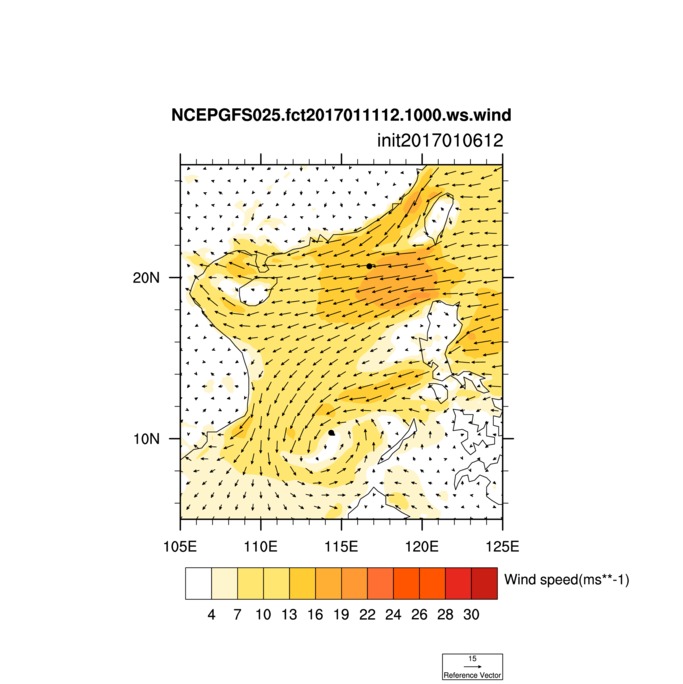 NCEPGFS025.fct2017011112.1000.ws.wind
init2017010612
20N
10N
105E 110E 115E 120E 125E
Wind speed(ms**-1)
4 7 10 13 16 19 22 24 26 28 30
15
Reference Vector